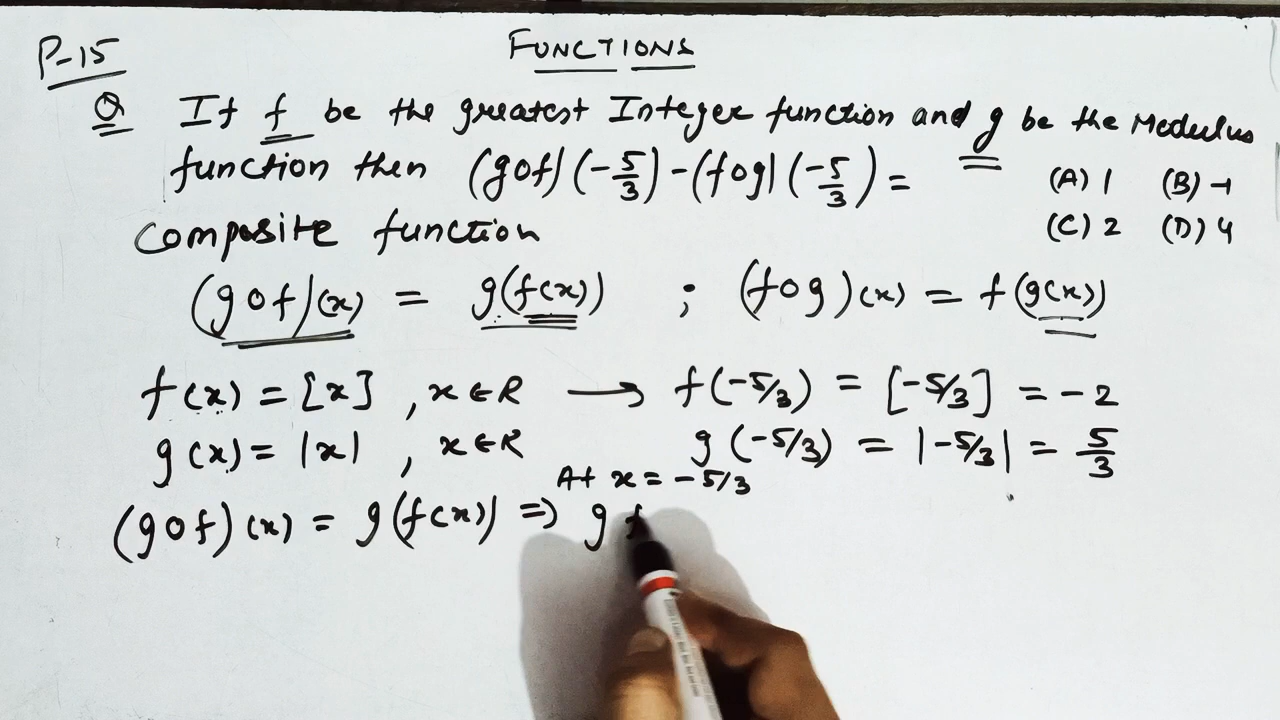 P-15
FUNCTIONS
Q If f be the greatest Integer function and g be the Modulus
function then (gof)(-5/3) - (fog)(-5/3) =
(A) 1 (B) -1
(C) 2 (D) 4
Composite function
(gof)(x) = g(f(x)) ; (fog)(x) = f(g(x))
f(x) = [x] , x ∈ R ⟶ f(-5/3) = [-5/3] = -2
g(x) = |x| , x ∈ R g(-5/3) = |-5/3| = 5/3
At x = -5/3
(gof)(x) = g(f(x)) ⇒ g f